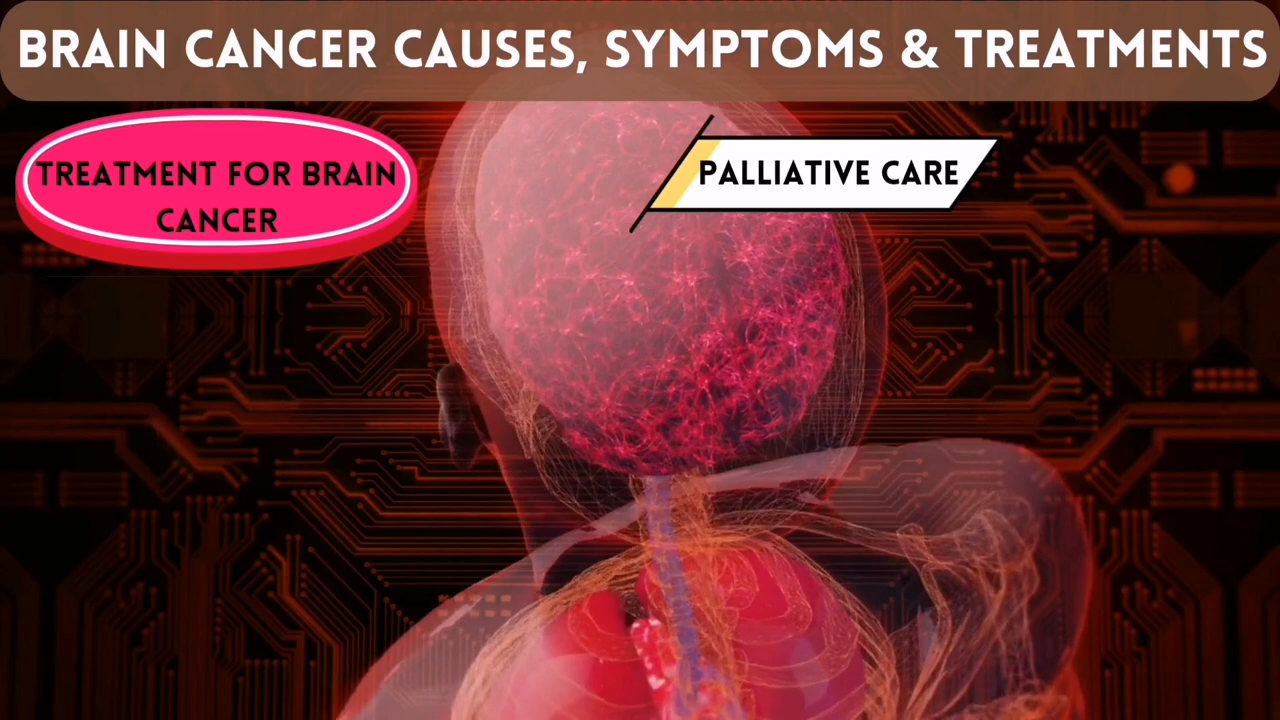 BRAIN CANCER CAUSES, SYMPTOMS & TREATMENTS
TREATMENT FOR BRAIN
CANCER
PALLIATIVE CARE